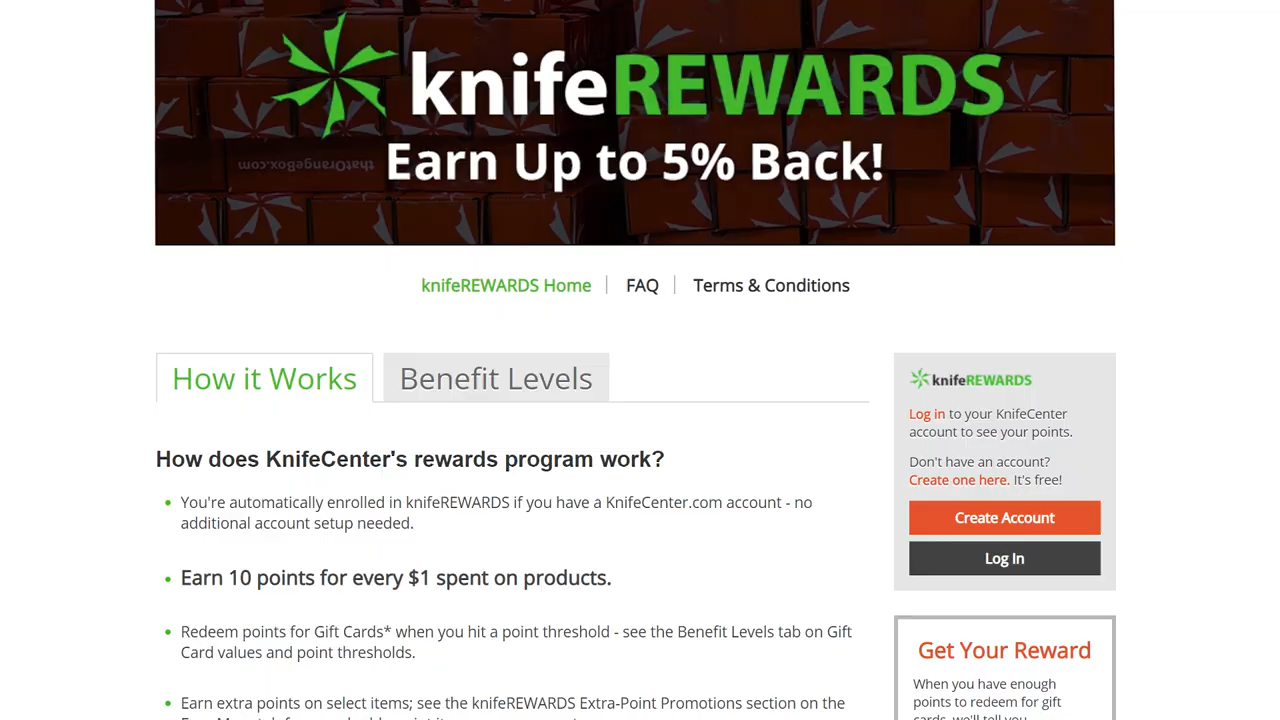 knifeREWARDS
thatOrangeBox.com
Earn Up to 5% Back!
knifeREWARDS Home
FAQ
Terms & Conditions
How it Works
Benefit Levels
How does KnifeCenter's rewards program work?
You're automatically enrolled in knifeREWARDS if you have a KnifeCenter.com account - no
additional account setup needed.
Earn 10 points for every $1 spent on products.
Redeem points for Gift Cards* when you hit a point threshold - see the Benefit Levels tab on Gift
Card values and point thresholds.
Earn extra points on select items; see the knifeREWARDS Extra-Point Promotions section on the
knifeREWARDS
Log in to your KnifeCenter
account to see your points.
Don't have an account?
Create one here. It's free!
Create Account
Log In
Get Your Reward
When you have enough
points to redeem for gift
cards, we'll tell you